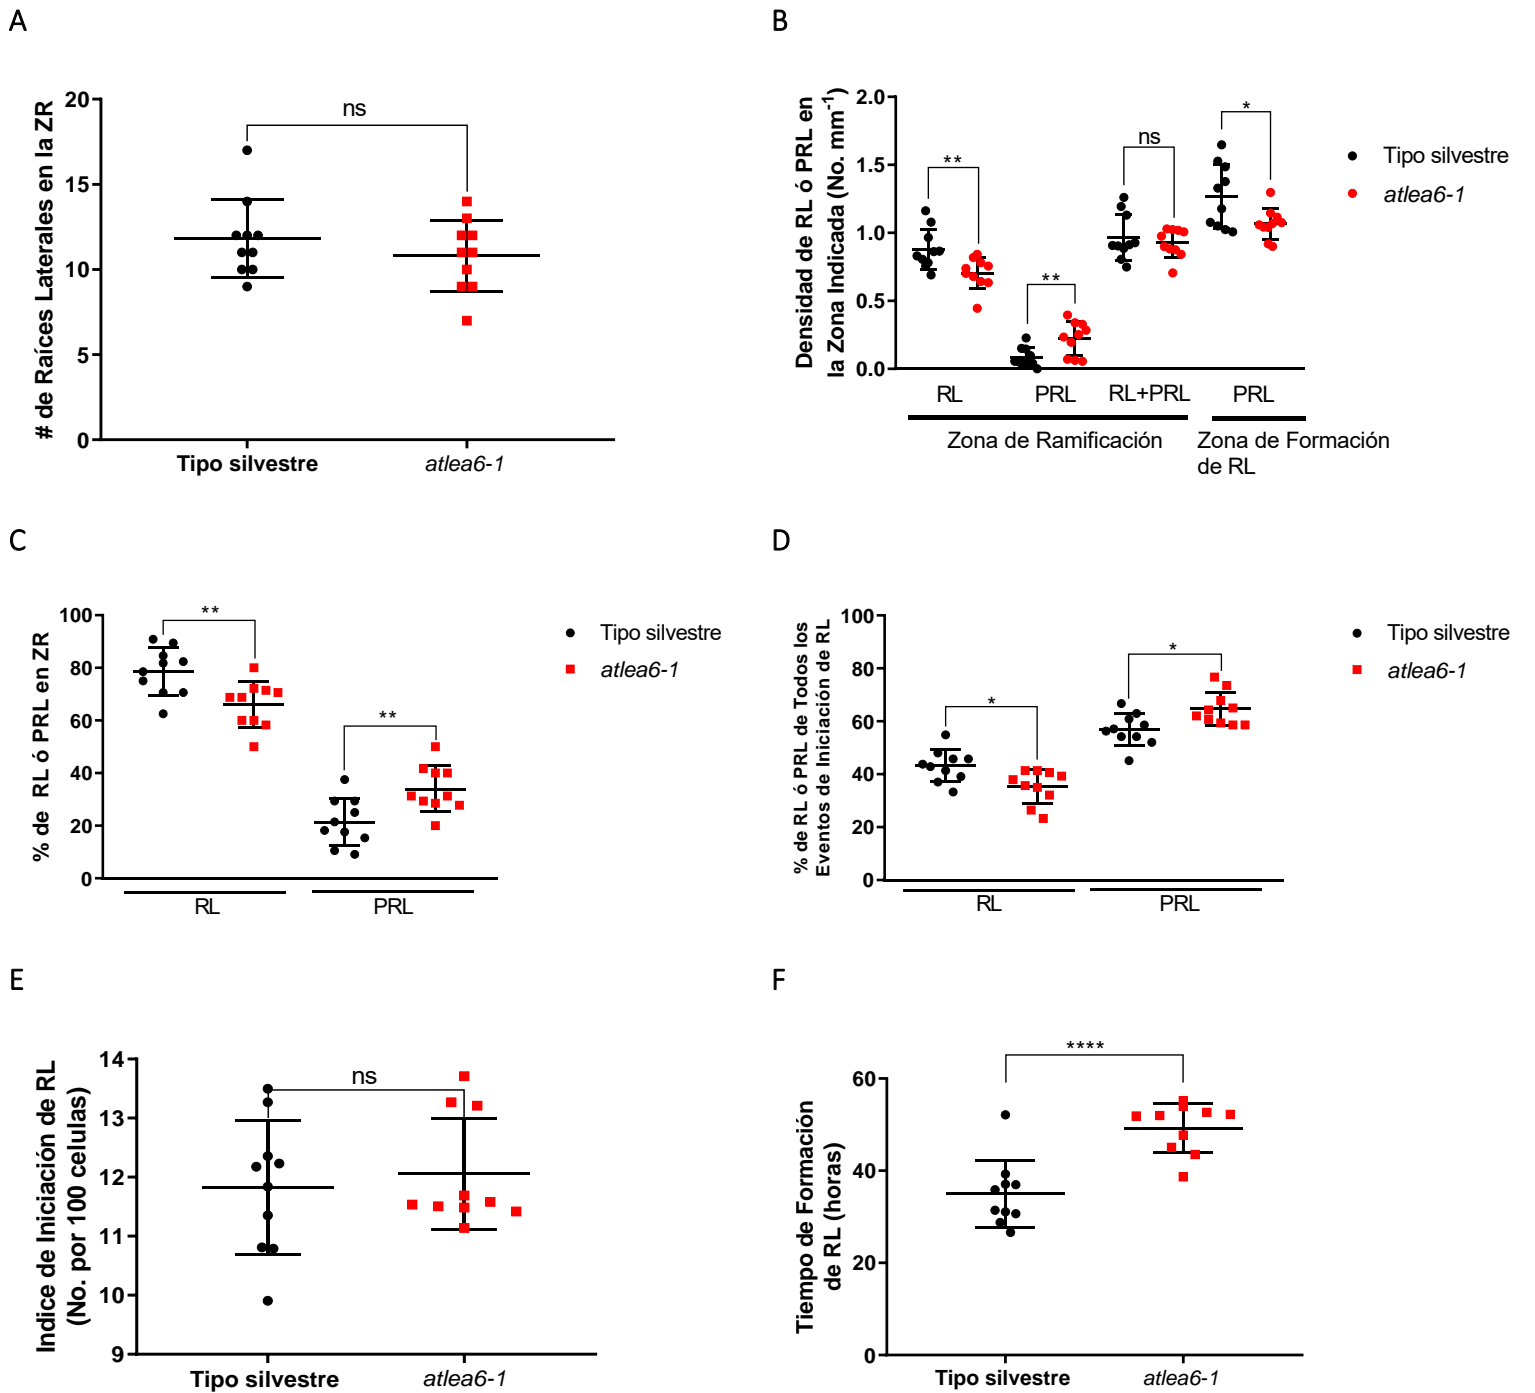 A
# de Raíces Laterales en la ZR
20
15
10
5
0
ns
Tipo silvestre
atlea6-1
B
Densidad de RL ó PRL en
la Zona Indicada (No. mm-1)
2.0
1.5
1.0
0.5
0.0
**
**
ns
*
RL
PRL
RL+PRL
PRL
Zona de Ramificación
Zona de Formación
de RL
Tipo silvestre
atlea6-1
C
% de RL ó PRL en ZR
100
80
60
40
20
0
**
**
RL
PRL
Tipo silvestre
atlea6-1
D
% de RL ó PRL de Todos los
Eventos de Iniciación de RL
100
80
60
40
20
0
*
*
RL
PRL
Tipo silvestre
atlea6-1
E
Indice de Iniciación de RL
(No. por 100 celulas)
14
13
12
11
10
9
ns
Tipo silvestre
atlea6-1
F
Tiempo de Formación
de RL (horas)
60
40
20
0
****
Tipo silvestre
atlea6-1